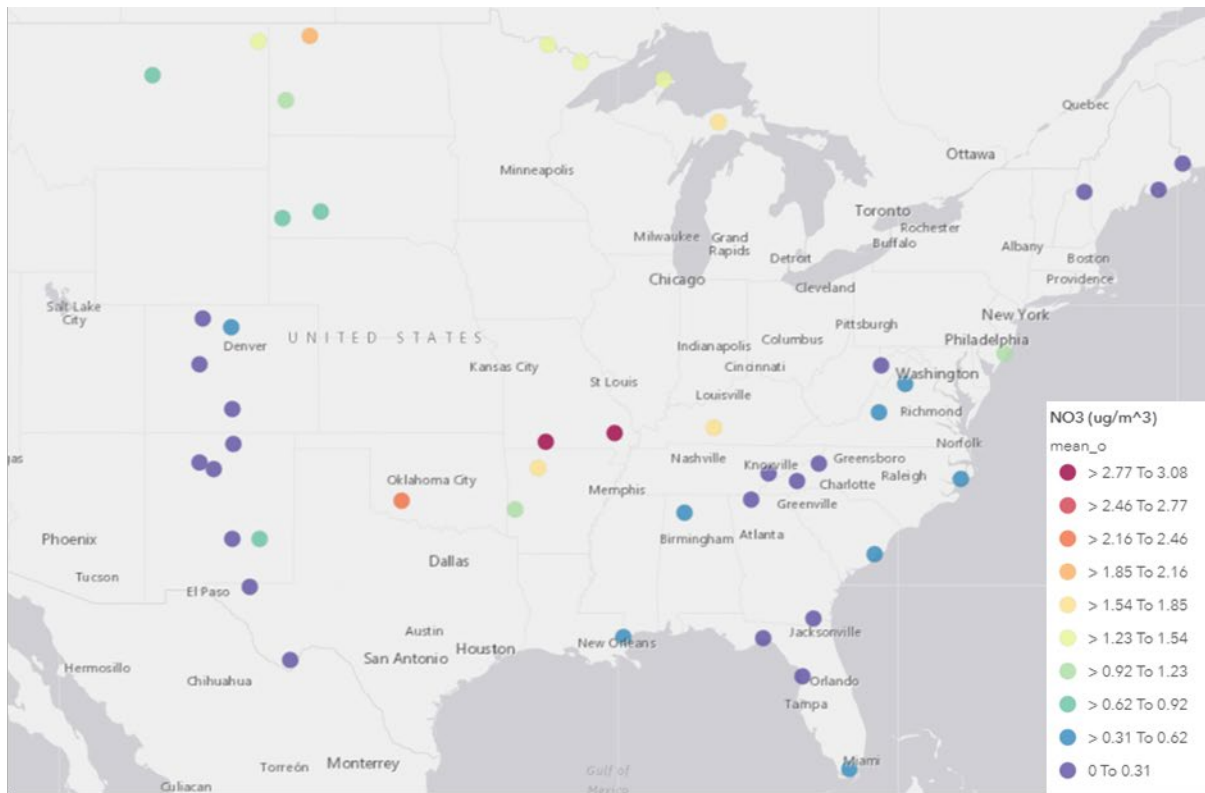 Quebec
Ottawa
Minneapolis
Toronto
Rochester
Milwaukee
Grand
Rapids
Buffalo
Albany
Detroit
Boston
Chicago
Cleveland
Providence
Salt Lake
City
New York
Pittsburgh
UNITED STATES
Denver
Indianapolis
Columbus
Philadelphia
Kansas City
Cincinnati
Washington
St Louis
Louisville
Richmond
Norfolk
gas
Nashville
Knoxville
Greensboro
Raleigh
Oklahoma City
Memphis
Charlotte
Greenville
Phoenix
Birmingham
Atlanta
Dallas
Tucson
El Paso
Austin
Jacksonville
New Orleans
Houston
San Antonio
Hermosillo
Chihuahua
Orlando
Tampa
Torreón
Monterrey
Miami
Gulf of
Mexico
Culiacan
NO3 (ug/m^3)
mean_o
> 2.77 To 3.08
> 2.46 To 2.77
> 2.16 To 2.46
> 1.85 To 2.16
> 1.54 To 1.85
> 1.23 To 1.54
> 0.92 To 1.23
> 0.62 To 0.92
> 0.31 To 0.62
0 To 0.31